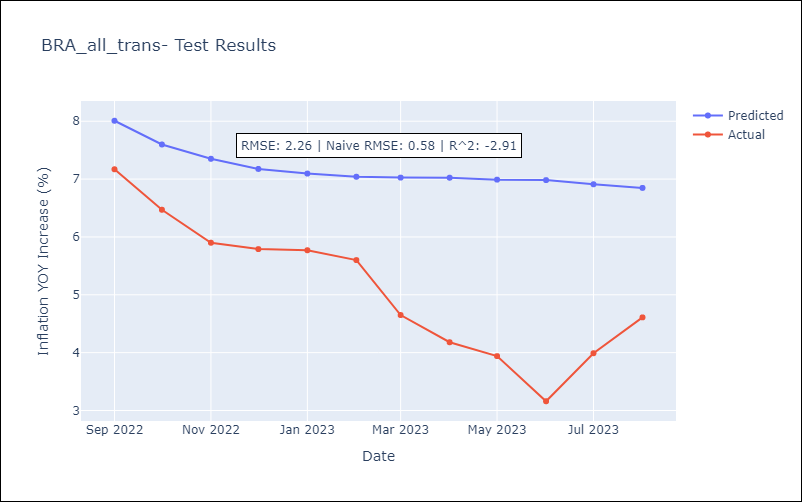 BRA_all_trans- Test Results
Predicted
Actual
RMSE: 2.26 | Naive RMSE: 0.58 | R^2: -2.91
Inflation YOY Increase (%)
8
7
6
5
4
3
Sep 2022
Nov 2022
Jan 2023
Mar 2023
May 2023
Jul 2023
Date